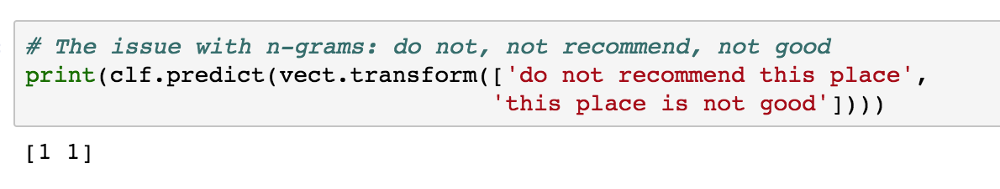 # The issue with n-grams: do not, not recommend, not good
print(clf.predict(vect.transform(['do not recommend this place',
'this place is not good'])))
[1 1]